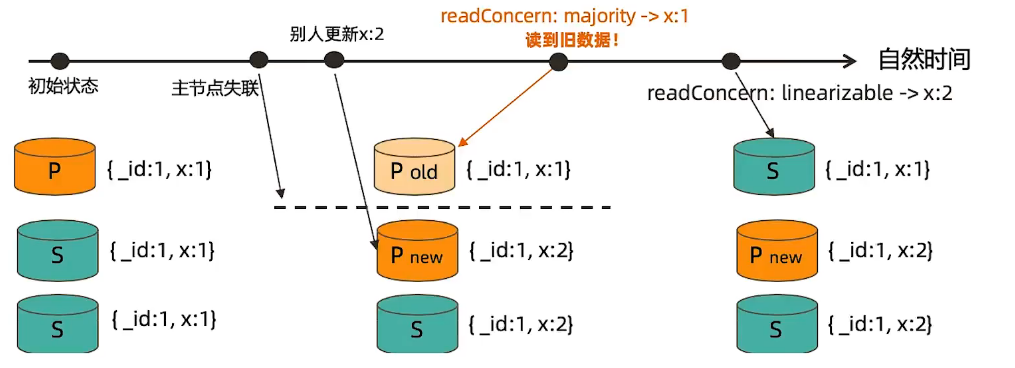 readConcern: majority -> x:1
读到旧数据!
别人更新x:2
自然时间
初始状态
主节点失联
readConcern: linearizable -> x:2
P {_id:1, x:1}
P old {_id:1, x:1}
S {_id:1, x:1}
S {_id:1, x:1}
P new {_id:1, x:2}
P new {_id:1, x:2}
S {_id:1, x:1}
S {_id:1, x:2}
S {_id:1, x:2}